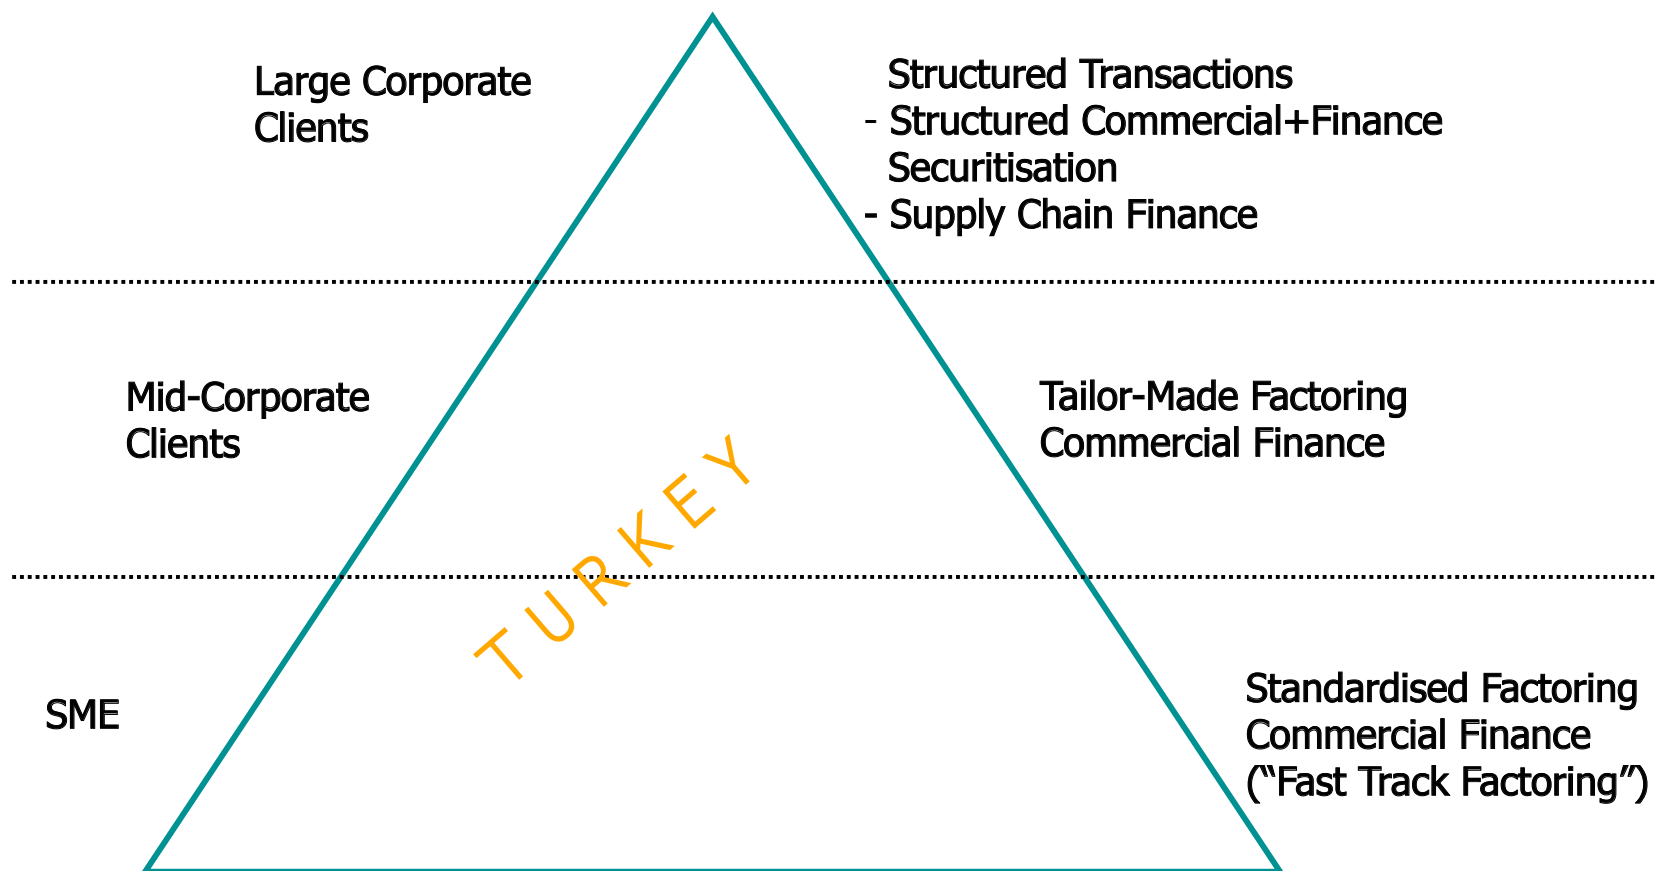 Large Corporate
Clients
Structured Transactions
- Structured Commercial+Finance
Securitisation
- Supply Chain Finance
Mid-Corporate
Clients
Tailor-Made Factoring
Commercial Finance
TURKEY
SME
Standardised Factoring
Commercial Finance
(“Fast Track Factoring”)